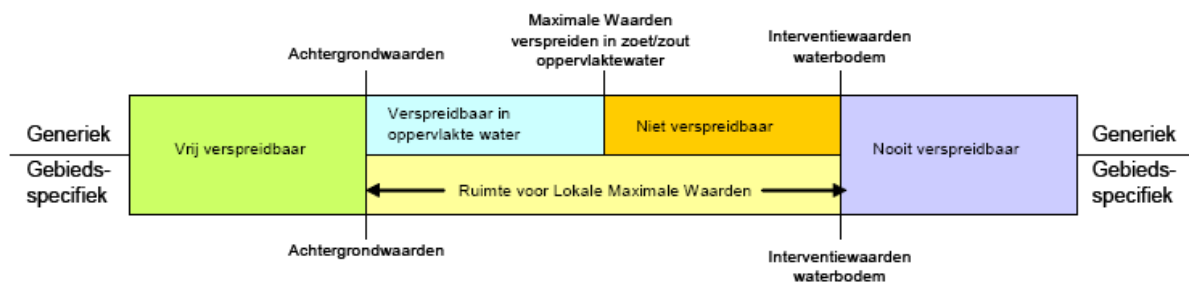 Maximale Waarden
verspreiden in zoet/zout
oppervlaktewater
Achtergrondwaarden
Interventiewaarden
waterbodem
Generiek
Gebieds-
specifiek
Vrij verspreidbaar
Verspreidbaar in
oppervlakte water
Niet verspreidbaar
Ruimte voor Lokale Maximale Waarden
Nooit verspreidbaar
Generiek
Gebieds-
specifiek
Achtergrondwaarden
Interventiewaarden
waterbodem